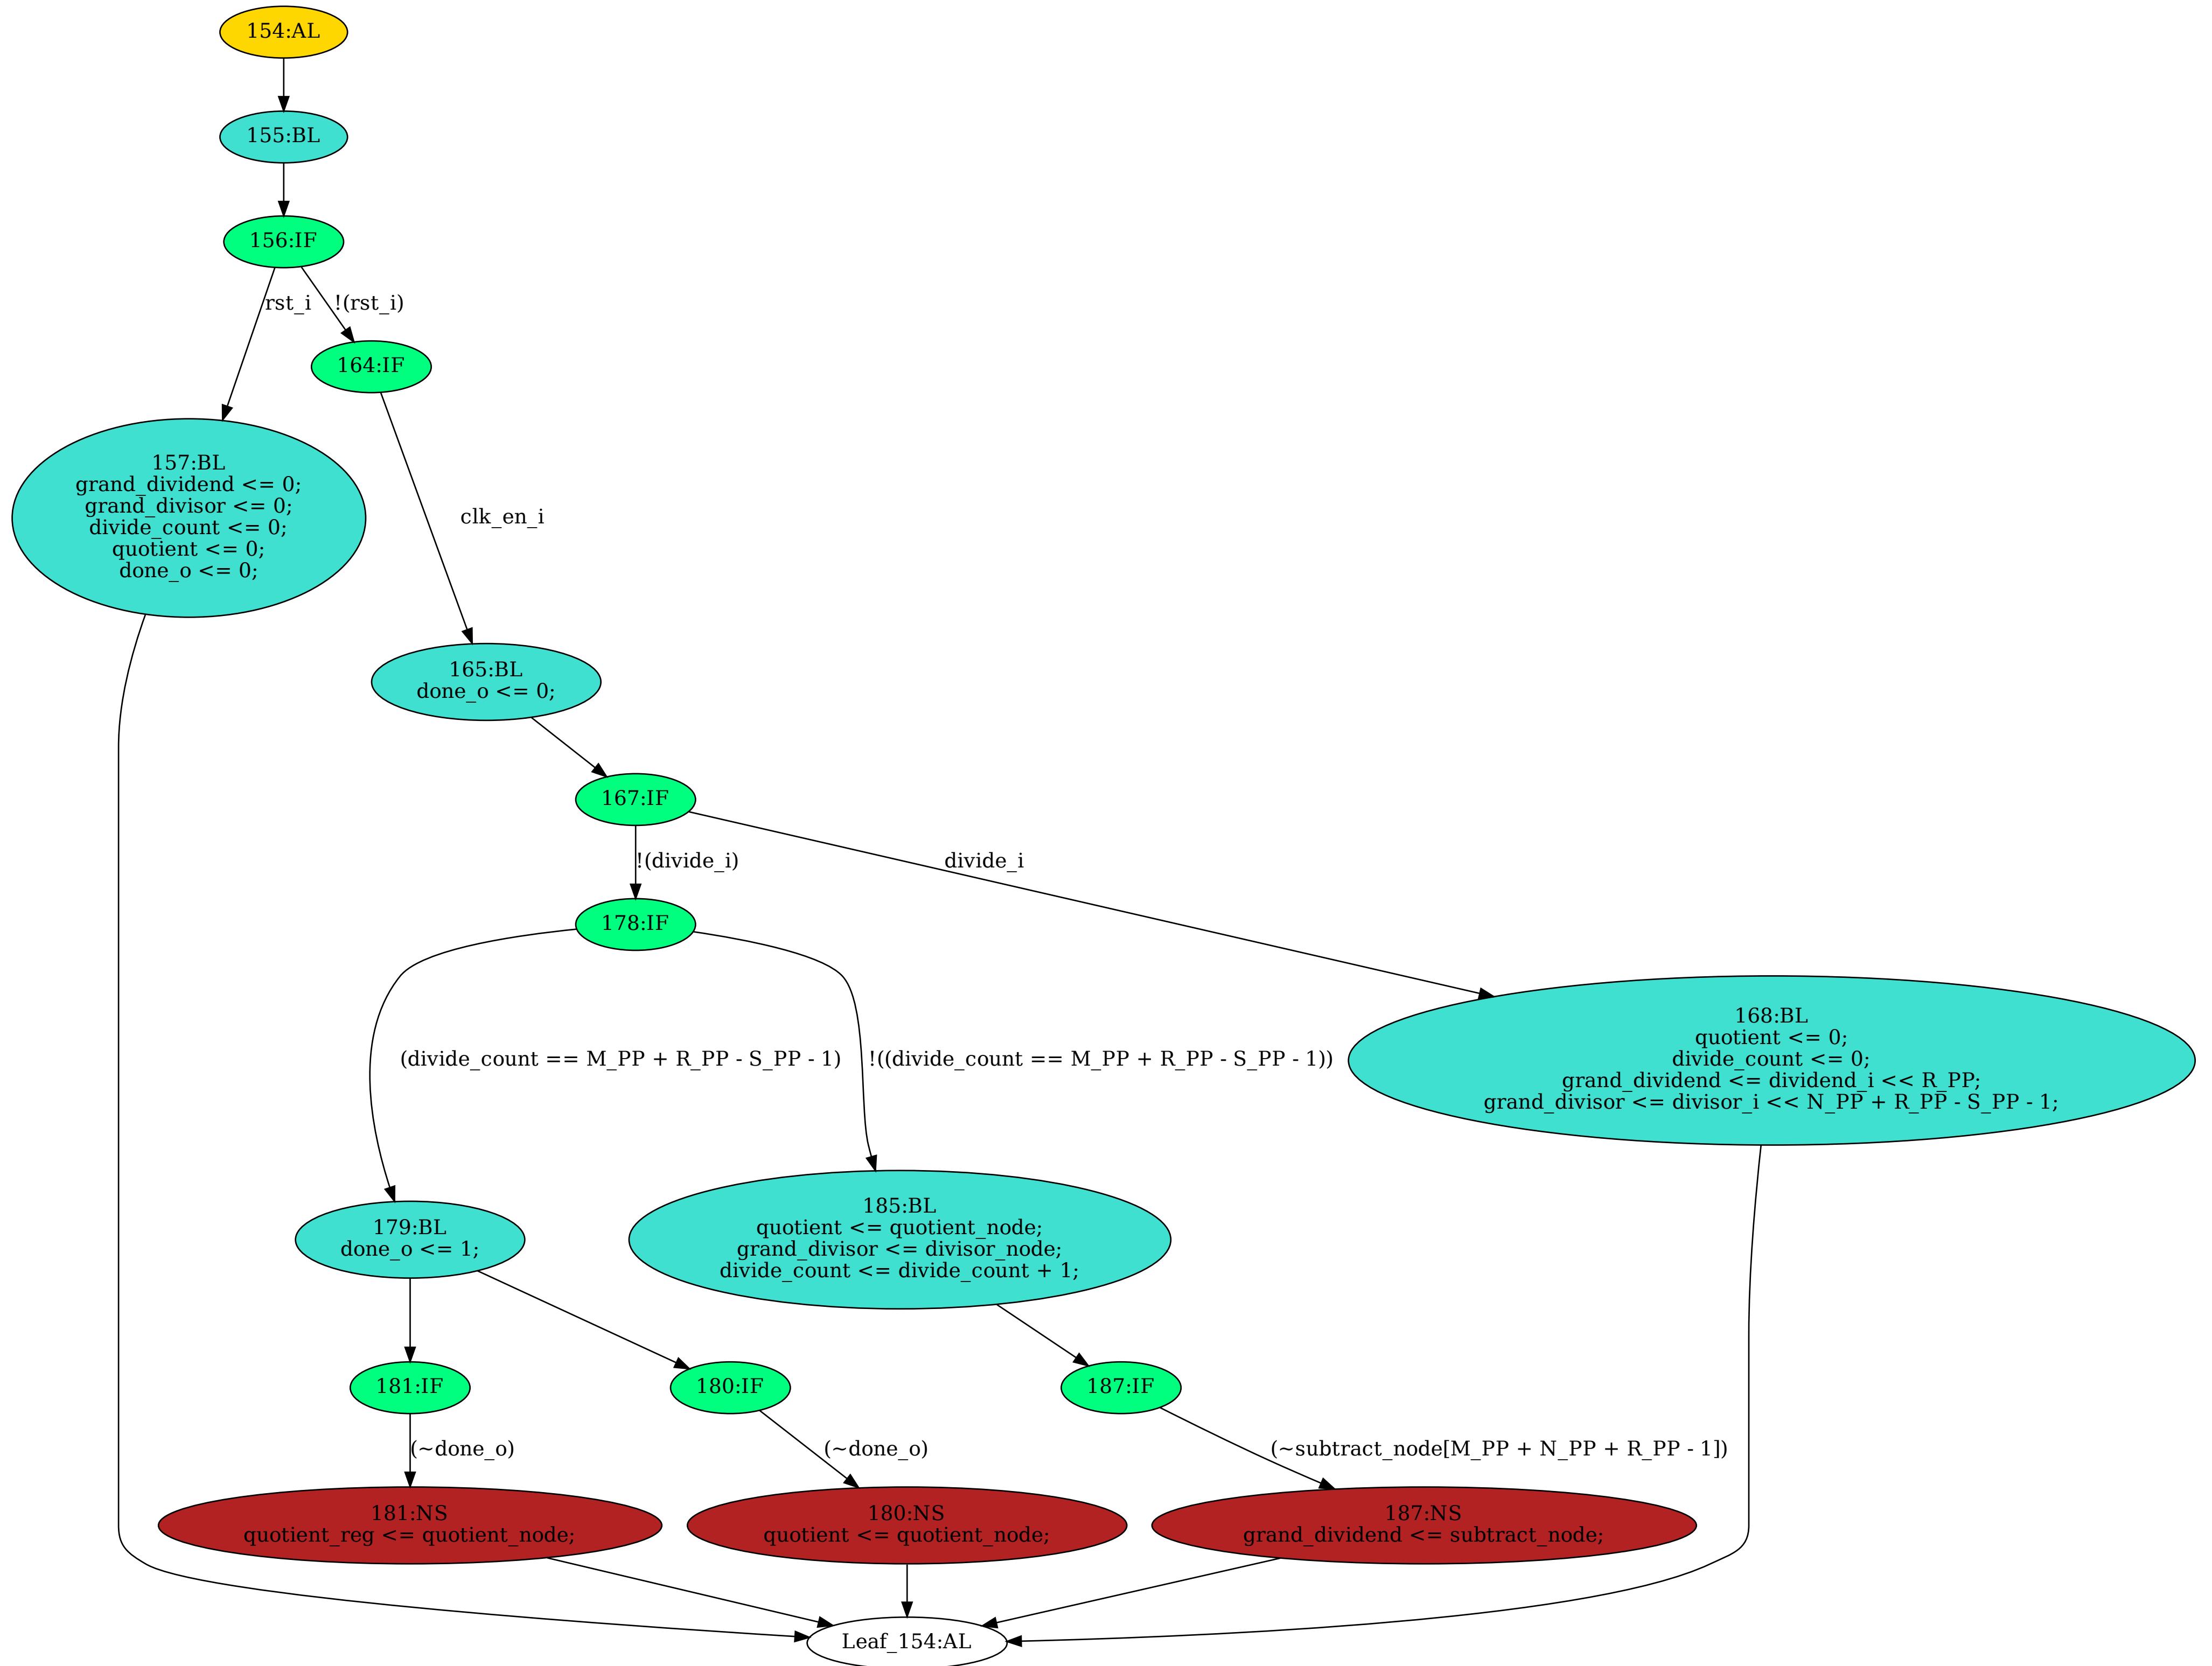 154:AL
155:BL
156:IF
rst_i
!(rst_i)
164:IF
157:BL
grand_dividend <= 0;
grand_divisor <= 0;
divide_count <= 0;
quotient <= 0;
done_o <= 0;
clk_en_i
165:BL
done_o <= 0;
167:IF
!(divide_i)
divide_i
178:IF
(divide_count == M_PP + R_PP - S_PP - 1)
!((divide_count == M_PP + R_PP - S_PP - 1))
168:BL
quotient <= 0;
divide_count <= 0;
grand_dividend <= dividend_i << R_PP;
grand_divisor <= divisor_i << N_PP + R_PP - S_PP - 1;
179:BL
done_o <= 1;
185:BL
quotient <= quotient_node;
grand_divisor <= divisor_node;
divide_count <= divide_count + 1;
181:IF
180:IF
187:IF
(~done_o)
(~done_o)
(~subtract_node[M_PP + N_PP + R_PP - 1])
181:NS
quotient_reg <= quotient_node;
180:NS
quotient <= quotient_node;
187:NS
grand_dividend <= subtract_node;
Leaf_154:AL